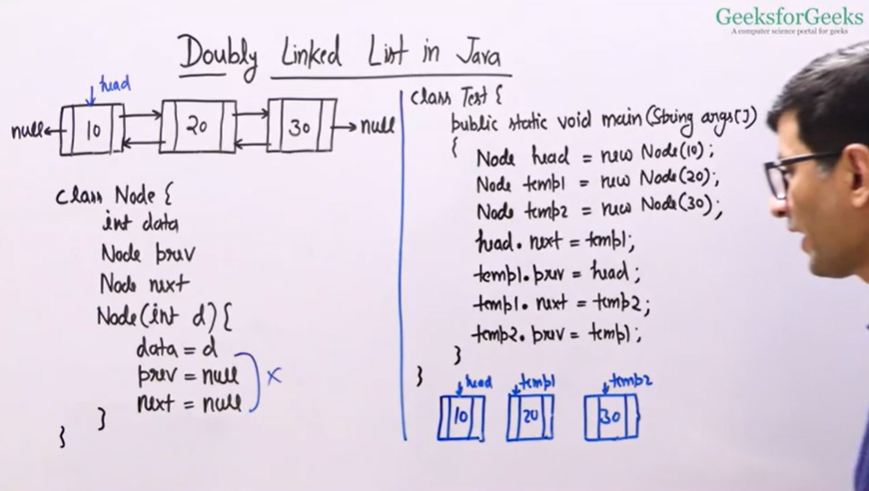 GeeksforGeeks
A computer science portal for geeks
Doubly Linked List in Java
head
null 10 20 30 null
class Node {
int data
Node prev
Node next
Node(int d){
data = d
prev = null
next = null
x
}
}
class Test {
public static void main(String args[])
{
Node head = new Node(10);
Node temp1 = new Node(20);
Node temp2 = new Node(30);
head.next = temp1;
temp1.prev = head;
temp1.next = temp2;
temp2.prev = temp1;
}
}
head temp1 temp2
10 20 30